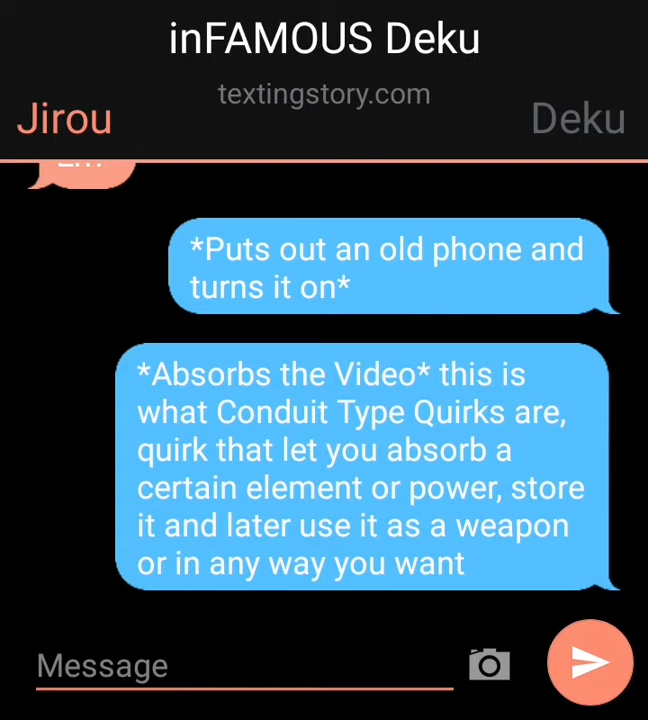 inFAMOUS Deku
textingstory.com
Jirou
Deku
*Puts out an old phone and
turns it on*
*Absorbs the Video* this is
what Conduit Type Quirks are,
quirk that let you absorb a
certain element or power, store
it and later use it as a weapon
or in any way you want
Message